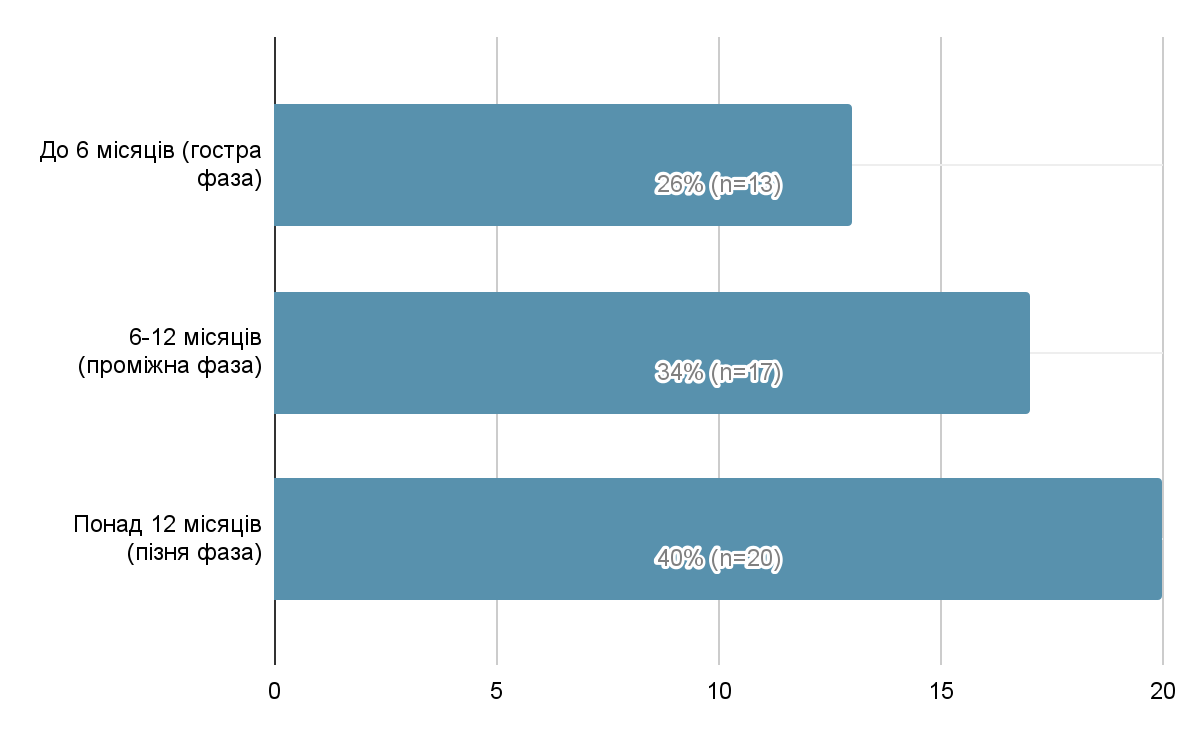 До 6 місяців (гостра
фаза)
26% (n=13)
6-12 місяців
(проміжна фаза)
34% (n=17)
Понад 12 місяців
(пізня фаза)
40% (n=20)
0
5
10
15
20